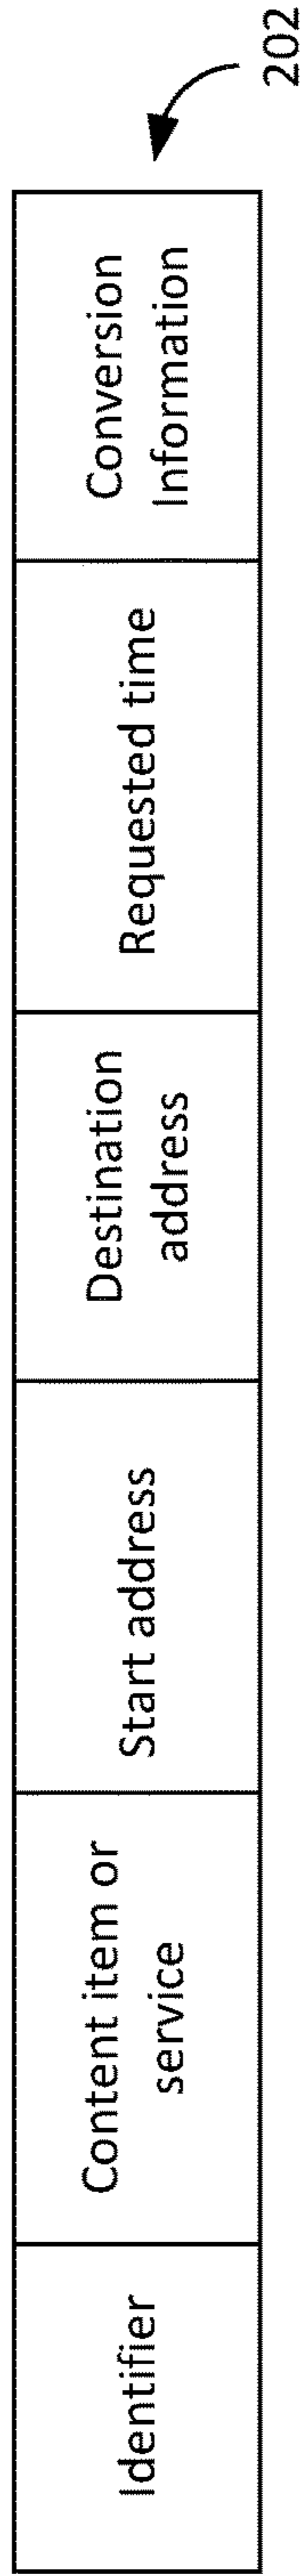 Identifier
Content item or
service
Start address
Destination
address
Requested time
Conversion
Information
202